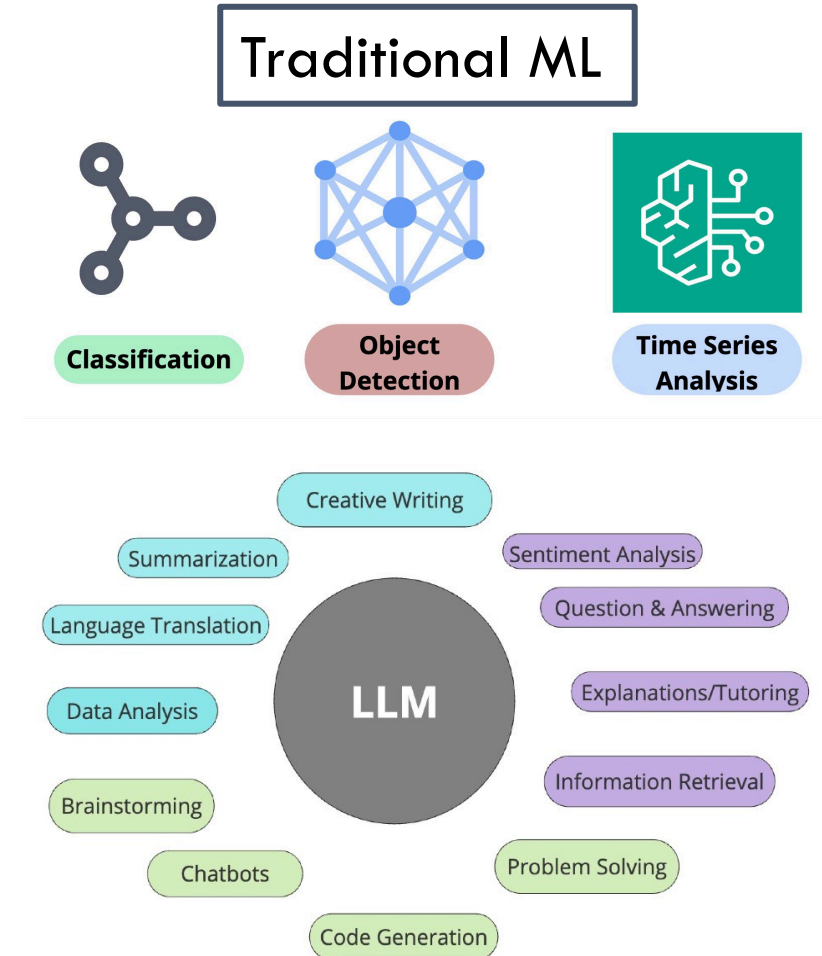 Traditional ML
Classification
Object
Detection
Time Series
Analysis
Creative Writing
Summarization
Sentiment Analysis
Language Translation
Question & Answering
LLM
Data Analysis
Explanations/Tutoring
Brainstorming
Information Retrieval
Chatbots
Problem Solving
Code Generation